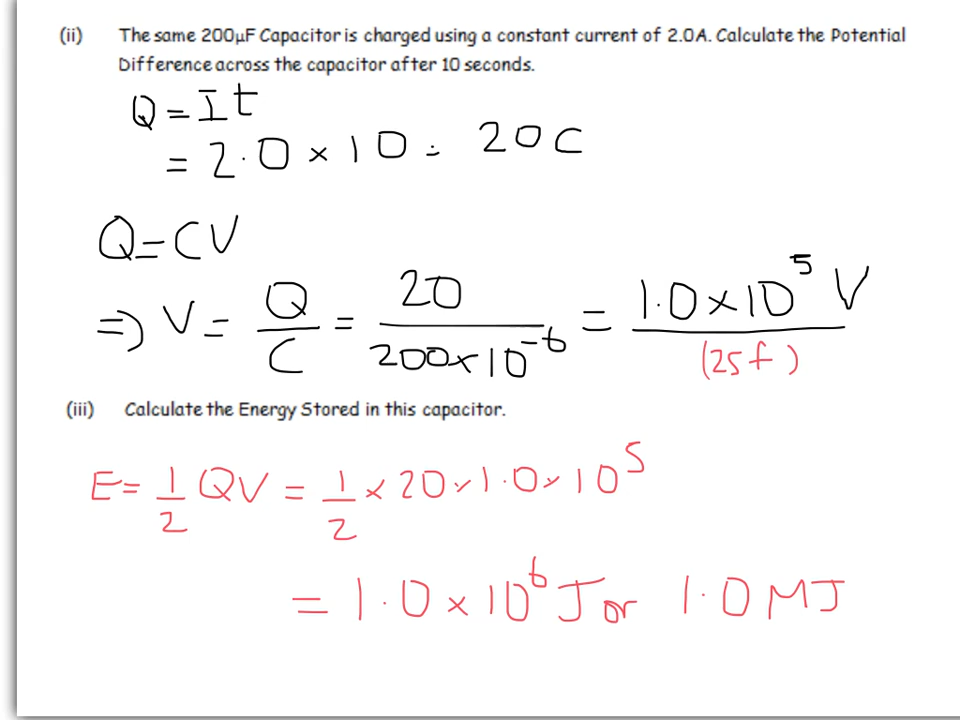 (ii) The same 200μF Capacitor is charged using a constant current of 2.0A. Calculate the Potential
Difference across the capacitor after 10 seconds.
Q = It
= 2.0 × 10 = 20C
Q = CV
⇒ V = Q/C = 20/200×10⁻⁶ = 1.0×10⁵ V
(2sf)
(iii) Calculate the Energy Stored in this capacitor.
E = 1/2 QV = 1/2 × 20 × 1.0 × 10⁵
= 1.0 × 10⁶ J or 1.0 MJ